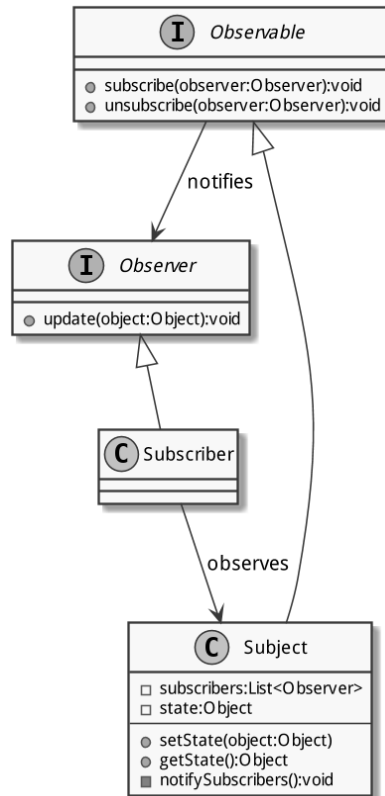 I Observable
subscribe(observer:Observer):void
unsubscribe(observer:Observer):void
notifies
I Observer
update(object:Object):void
C Subscriber
observes
C Subject
subscribers:List<Observer>
state:Object
setState(object:Object)
getState():Object
notifySubscribers():void